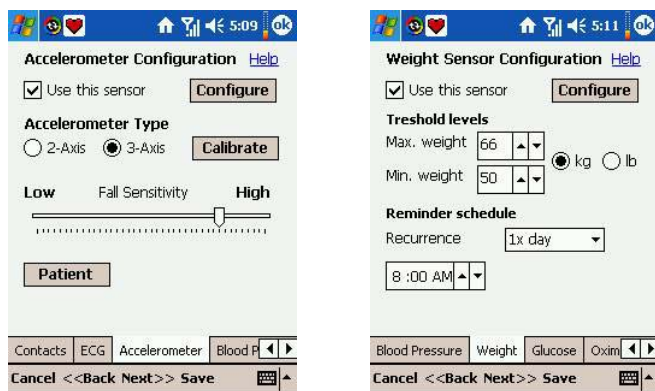 5:09 ok
Accelerometer Configuration Help
Use this sensor Configure
Accelerometer Type
2-Axis 3-Axis Calibrate
Low Fall Sensitivity High
Patient
Contacts ECG Accelerometer Blood P
Cancel <<Back Next>> Save
5:11 ok
Weight Sensor Configuration Help
Use this sensor Configure
Treshold levels
Max. weight 66
kg lb
Min. weight 50
Reminder schedule
Recurrence 1x day
8 :00 AM
Blood Pressure Weight Glucose Oxim
Cancel <<Back Next>> Save